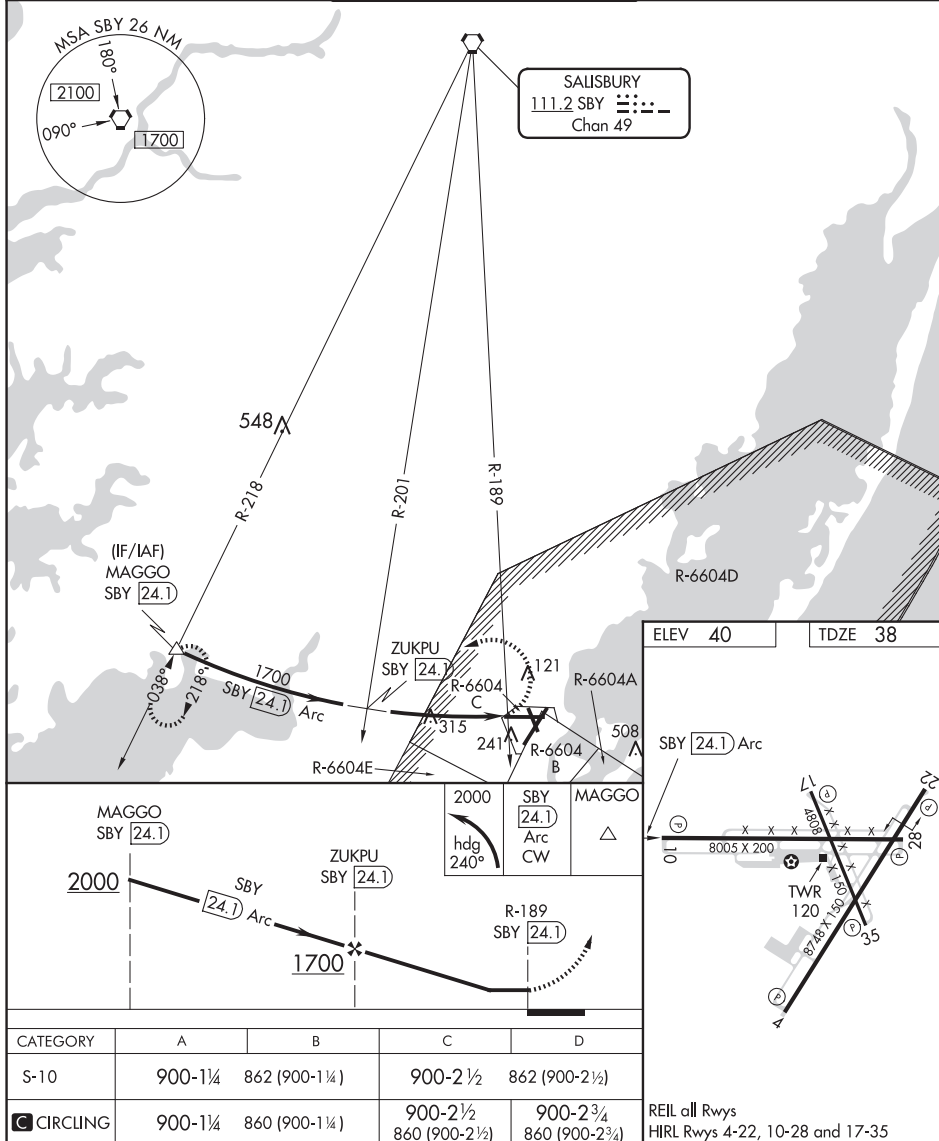 MSA SBY 26 NM
180°
2100
090°
1700
SALISBURY
111.2 SBY
Chan 49
548
R-218
R-201
R-189
(IF/IAF)
MAGGO
SBY 24.1
038°
218°
1700
SBY 24.1 Arc
ZUKPU
SBY 24.1
R-6604
C
121
315
241
R-6604D
R-6604A
R-6604
B
508
R-6604E
ELEV 40
TDZE 38
SBY 24.1 Arc
17
22
P
P
P
4808
X 150
10
8005 X 200
28
P
TWR
120
8748 X 150
P
35
P
4
REIL all Rwys
HIRL Rwys 4-22, 10-28 and 17-35
MAGGO
SBY 24.1
2000
SBY
24.1 Arc
ZUKPU
SBY 24.1
1700
2000
hdg
240°
SBY
24.1
Arc
CW
MAGGO
R-189
SBY 24.1
CATEGORY A B C D
S-10 900-1¼ 862 (900-1¼) 900-2½ 862 (900-2½)
C CIRCLING 900-1¼ 860 (900-1¼) 900-2½ 900-2¾
860 (900-2½) 860 (900-2¾)